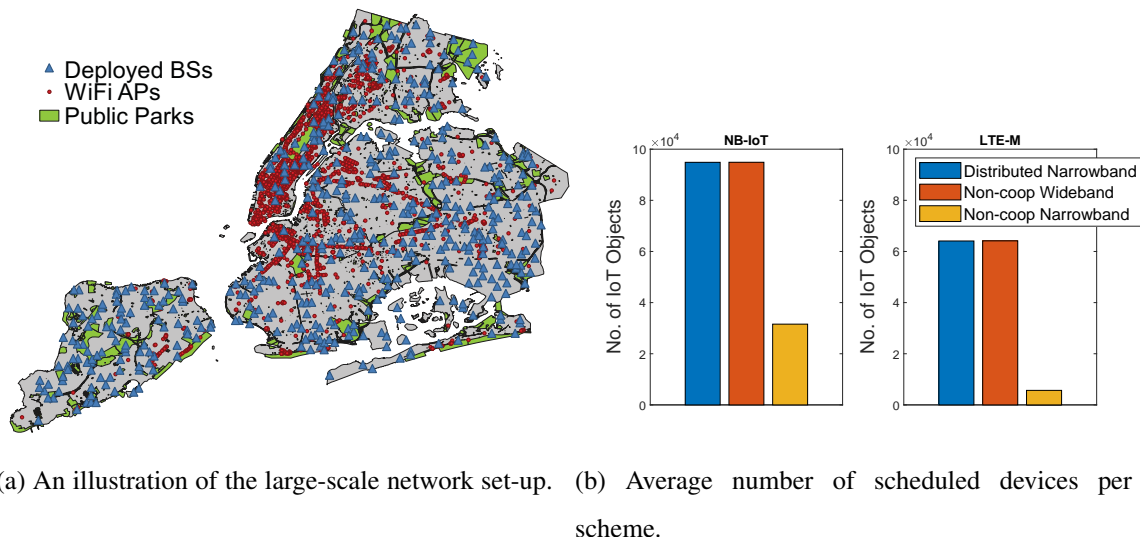 Deployed BSs
WiFi APs
Public Parks
NB-IoT
×10⁴
No. of IoT Objects
10
8
6
4
2
0
LTE-M
×10⁴
No. of IoT Objects
10
8
6
4
2
0
Distributed Narrowband
Non-coop Wideband
Non-coop Narrowband
(a) An illustration of the large-scale network set-up.
(b) Average number of scheduled devices per
scheme.